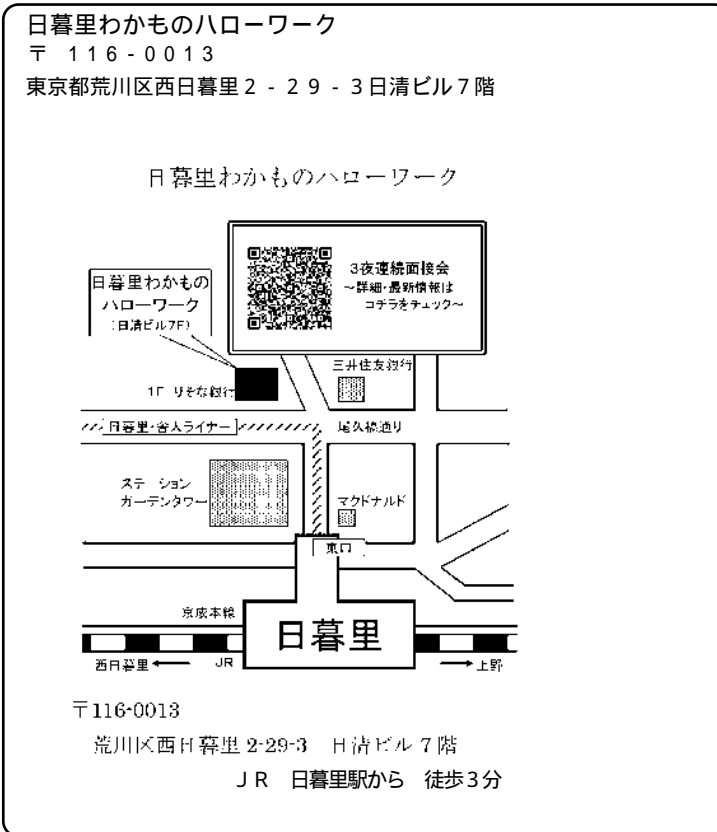 日暮里わかものハローワーク
〒 １１６-００１３
東京都荒川区西日暮里２-２９-３日清ビル７階
日暮里わかものハローワーク
3夜連続面接会
～詳細・最新情報は
コチラをチェック～
日暮里わかもの
ハローワーク
（日清ビル7F）
三井住友銀行
1F りそな銀行
日暮里・舎人ライナー
尾久橋通り
ステーション
ガーデンタワー
マクドナルド
東口
京成本線
日暮里
西日暮里
JR
上野
〒116-0013
荒川区西日暮里 2-29-3　日清ビル 7 階
ＪＲ　日暮里駅から　徒歩３分